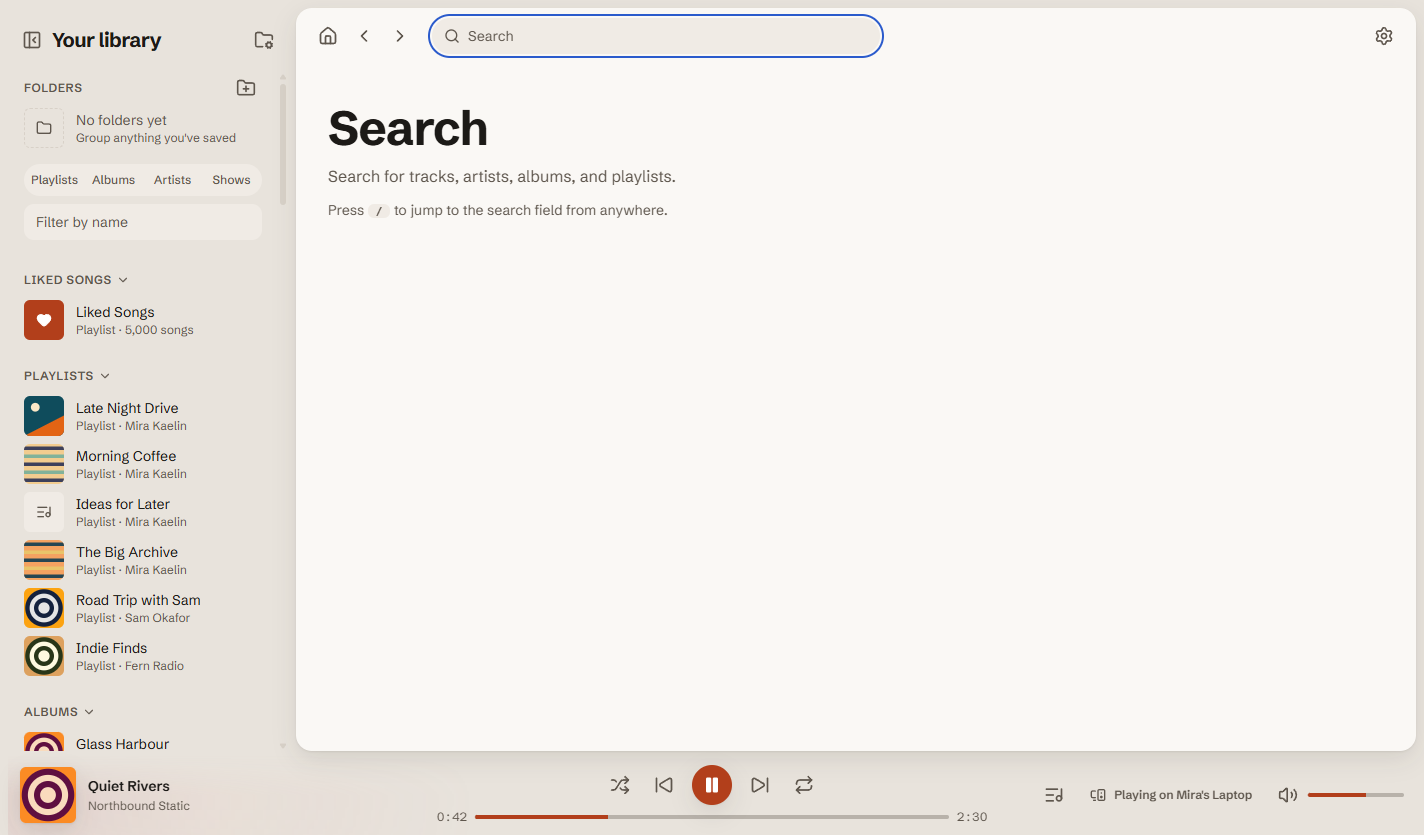 Your library
FOLDERS
No folders yet
Group anything you've saved
Playlists Albums Artists Shows
Filter by name
LIKED SONGS
Liked Songs
Playlist · 5,000 songs
PLAYLISTS
Late Night Drive
Playlist · Mira Kaelin
Morning Coffee
Playlist · Mira Kaelin
Ideas for Later
Playlist · Mira Kaelin
The Big Archive
Playlist · Mira Kaelin
Road Trip with Sam
Playlist · Sam Okafor
Indie Finds
Playlist · Fern Radio
ALBUMS
Glass Harbour
Search
Search
Search for tracks, artists, albums, and playlists.
Press / to jump to the search field from anywhere.
Quiet Rivers
Northbound Static
0:42
2:30
Playing on Mira's Laptop